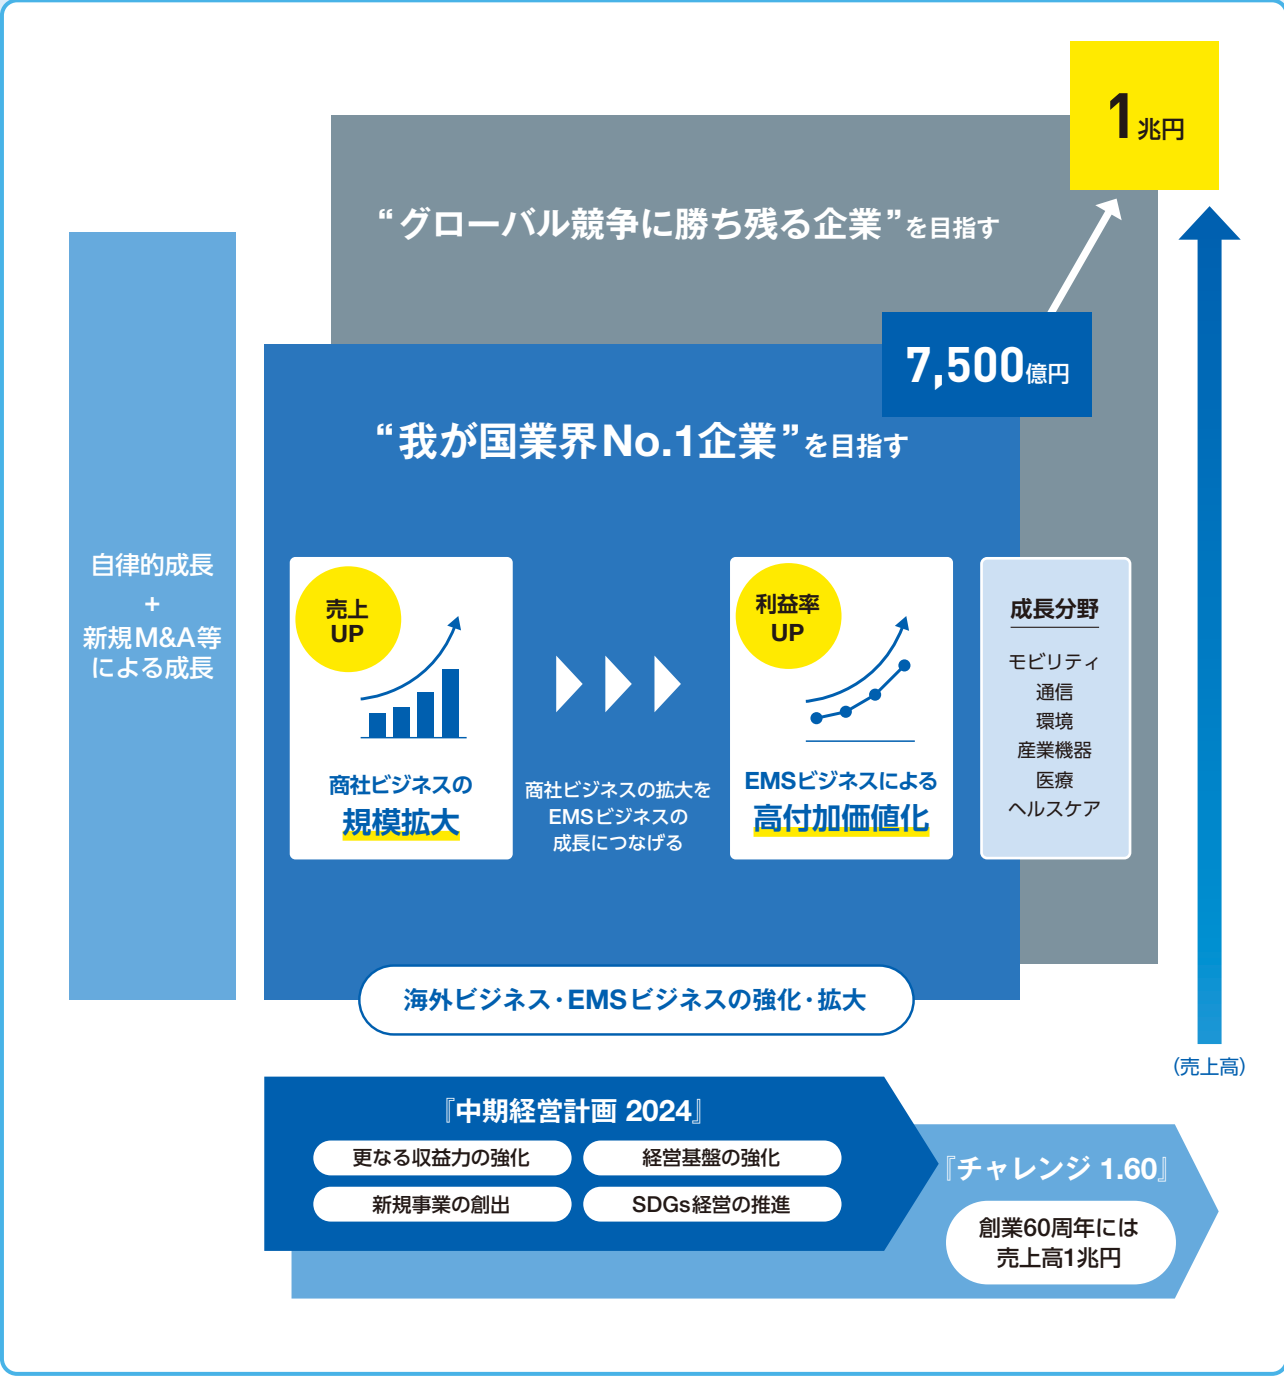 1兆円
“グローバル競争に勝ち残る企業”を目指す
7,500億円
“我が国業界No.1企業”を目指す
自律的成長
+
新規M&A等
による成長
売上
UP
商社ビジネスの
規模拡大
商社ビジネスの拡大を
EMSビジネスの
成長につなげる
利益率
UP
EMSビジネスによる
高付加価値化
成長分野
モビリティ
通信
環境
産業機器
医療
ヘルスケア
海外ビジネス・EMSビジネスの強化・拡大
(売上高)
『中期経営計画 2024』
更なる収益力の強化
経営基盤の強化
新規事業の創出
SDGs経営の推進
『チャレンジ 1.60』
創業60周年には
売上高1兆円